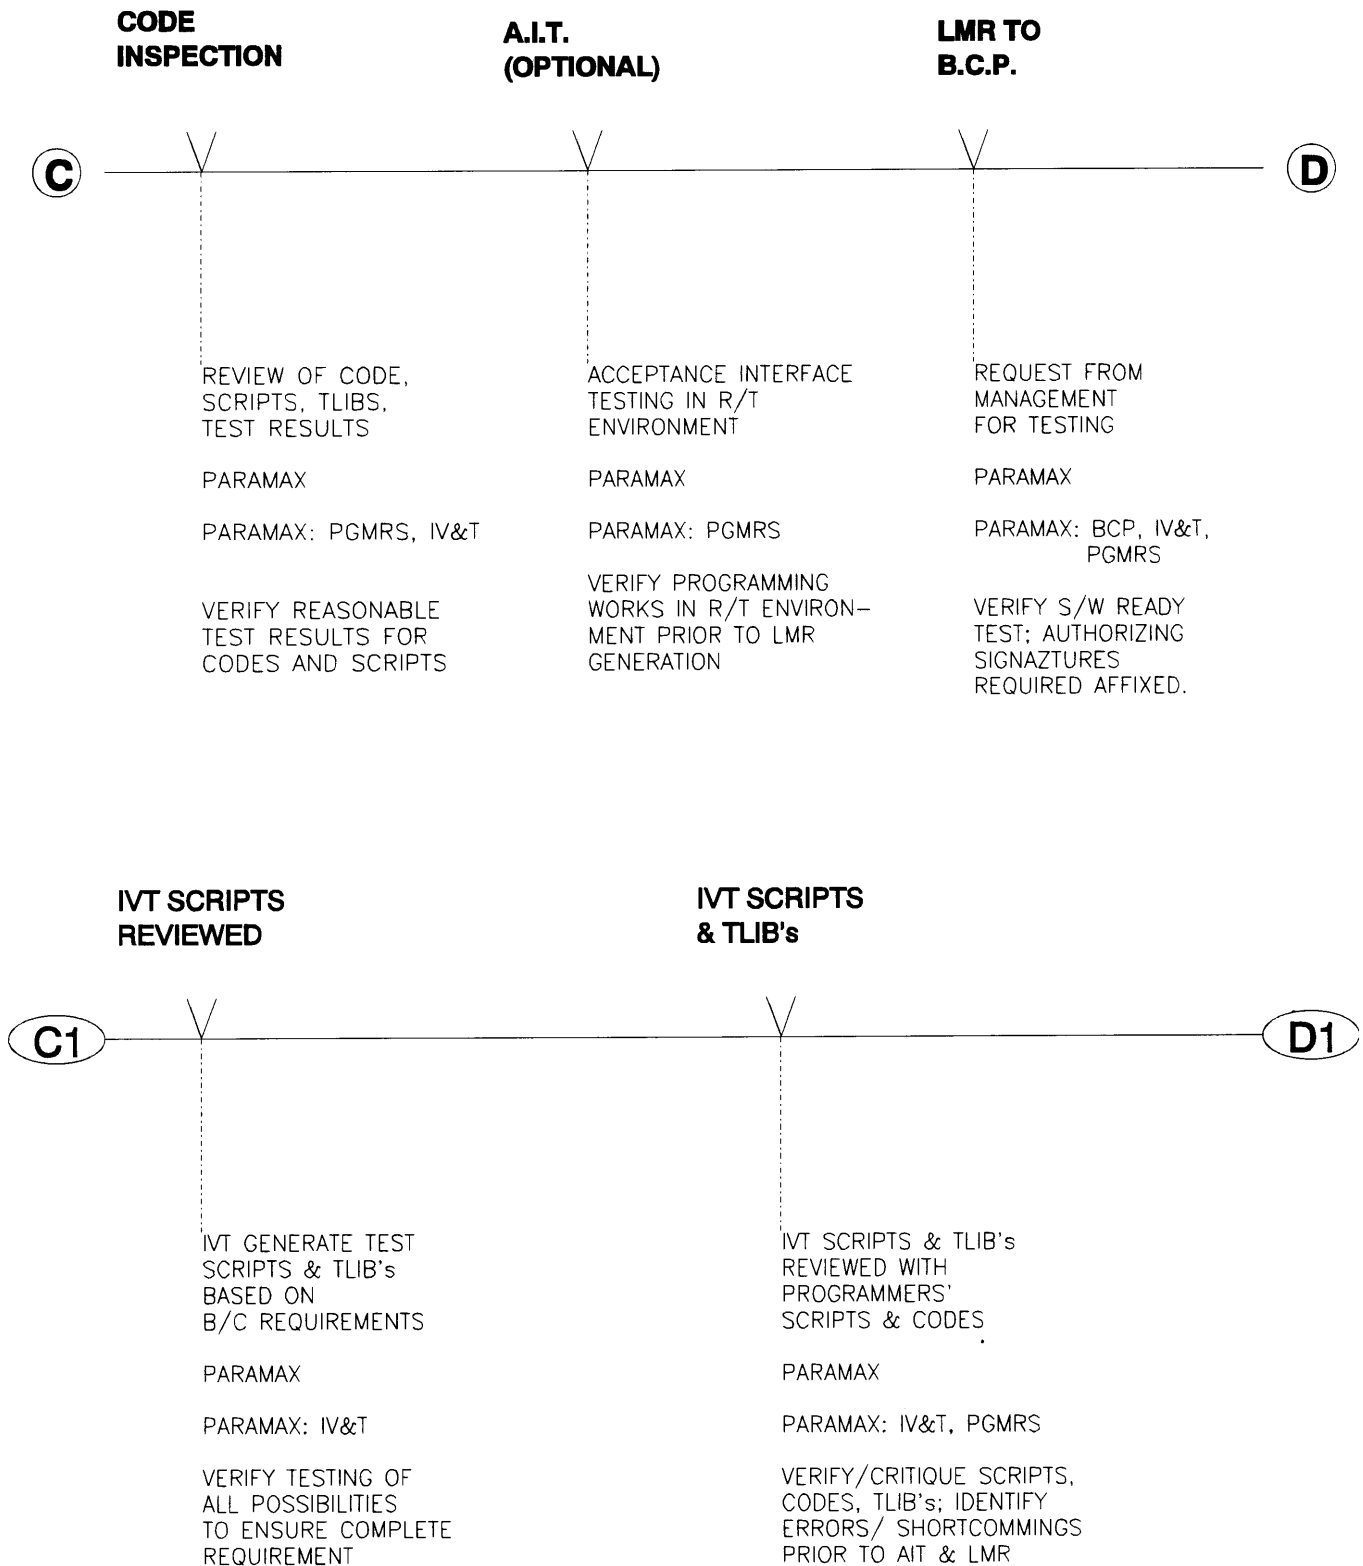 CODE
INSPECTION
A.I.T.
(OPTIONAL)
LMR TO
B.C.P.
C
D
REVIEW OF CODE,
SCRIPTS, TLIBS,
TEST RESULTS
PARAMAX
PARAMAX: PGMRS, IV&T
VERIFY REASONABLE
TEST RESULTS FOR
CODES AND SCRIPTS
ACCEPTANCE INTERFACE
TESTING IN R/T
ENVIRONMENT
PARAMAX
PARAMAX: PGMRS
VERIFY PROGRAMMING
WORKS IN R/T ENVIRON-
MENT PRIOR TO LMR
GENERATION
REQUEST FROM
MANAGEMENT
FOR TESTING
PARAMAX
PARAMAX: BCP, IV&T,
PGMRS
VERIFY S/W READY
TEST; AUTHORIZING
SIGNAZTURES
REQUIRED AFFIXED.
IVT SCRIPTS
REVIEWED
IVT SCRIPTS
& TLIB's
C1
D1
IVT GENERATE TEST
SCRIPTS & TLIB's
BASED ON
B/C REQUIREMENTS
PARAMAX
PARAMAX: IV&T
VERIFY TESTING OF
ALL POSSIBILITIES
TO ENSURE COMPLETE
REQUIREMENT
IVT SCRIPTS & TLIB's
REVIEWED WITH
PROGRAMMERS'
SCRIPTS & CODES
PARAMAX
PARAMAX: IV&T, PGMRS
VERIFY/CRITIQUE SCRIPTS,
CODES, TLIB's; IDENTIFY
ERRORS/ SHORTCOMMINGS
PRIOR TO AIT & LMR